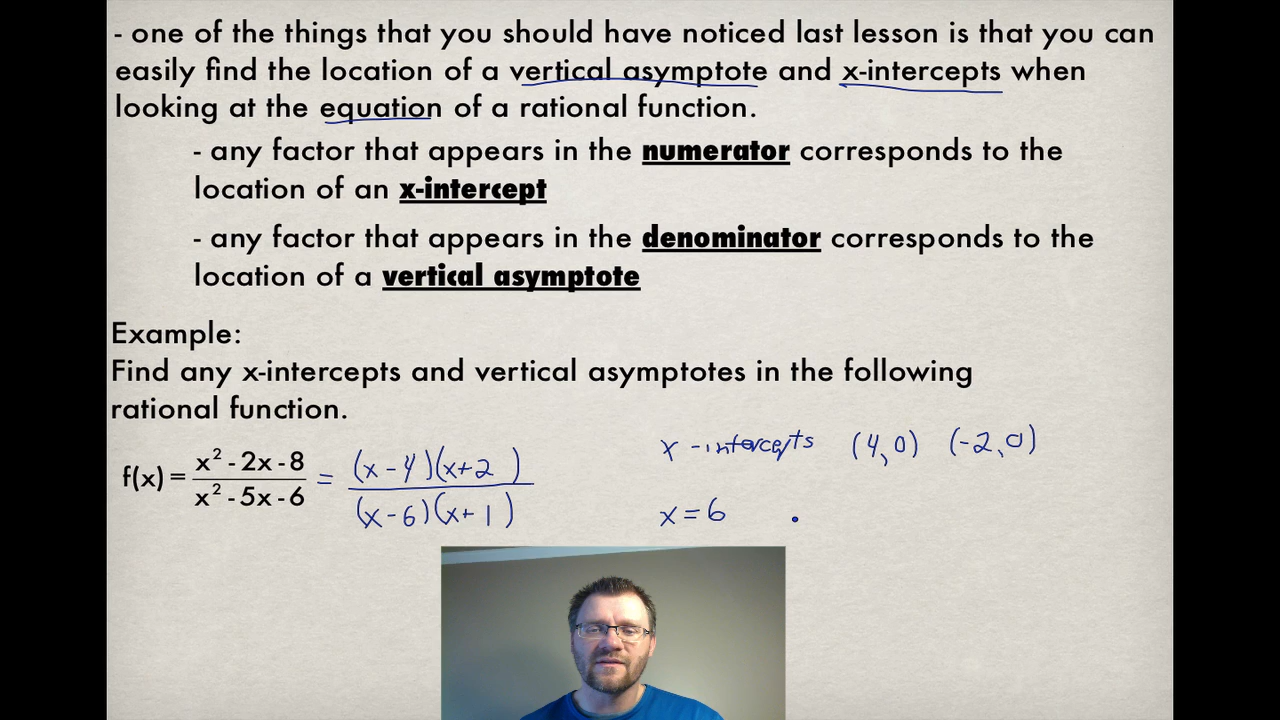 - one of the things that you should have noticed last lesson is that you can
easily find the location of a vertical asymptote and x-intercepts when
looking at the equation of a rational function.
- any factor that appears in the numerator corresponds to the
location of an x-intercept
- any factor that appears in the denominator corresponds to the
location of a vertical asymptote
Example:
Find any x-intercepts and vertical asymptotes in the following
rational function.
x - intercepts (4,0) (-2,0)
f(x) = x² - 2x - 8 / x² - 5x - 6 = (x - 4)(x+2) / (x - 6)(x+1)
x = 6